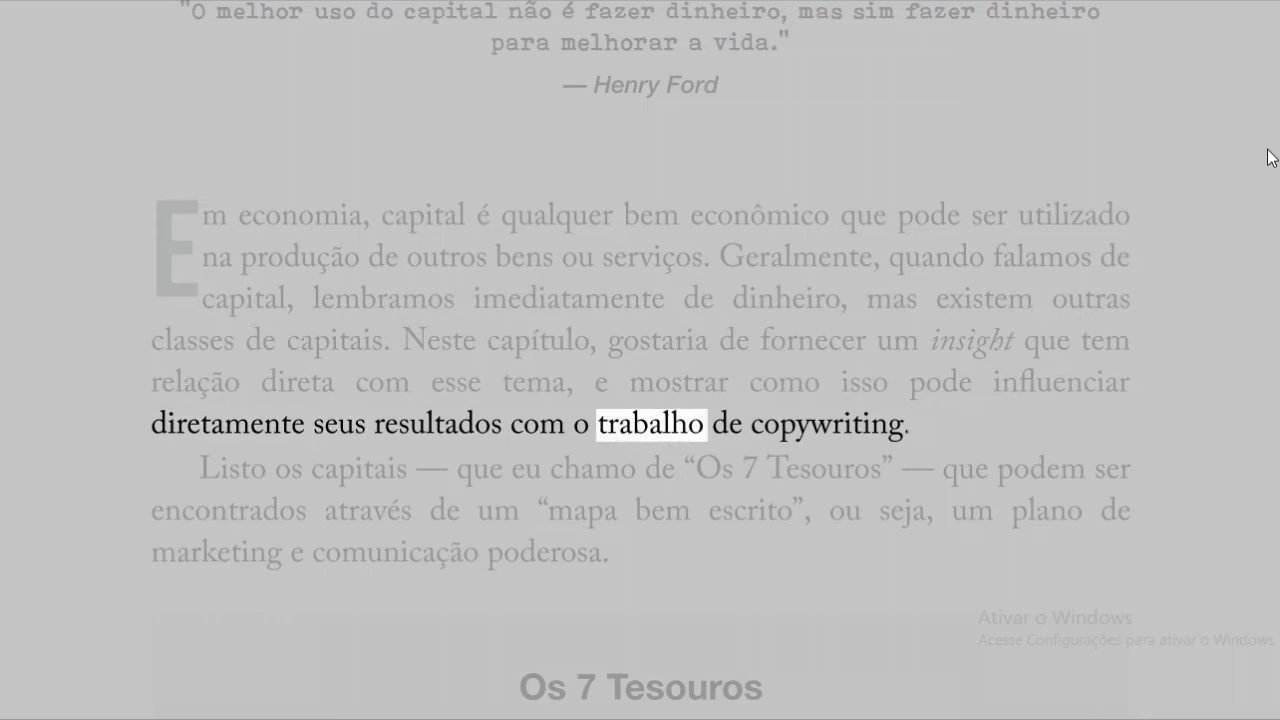 "O melhor uso do capital não é fazer dinheiro, mas sim fazer dinheiro
para melhorar a vida."
— Henry Ford
Em economia, capital é qualquer bem econômico que pode ser utilizado
na produção de outros bens ou serviços. Geralmente, quando falamos de
capital, lembramos imediatamente de dinheiro, mas existem outras
classes de capitais. Neste capítulo, gostaria de fornecer um insight que tem
relação direta com esse tema, e mostrar como isso pode influenciar
diretamente seus resultados com o trabalho de copywriting.
Listo os capitais — que eu chamo de “Os 7 Tesouros” — que podem ser
encontrados através de um “mapa bem escrito”, ou seja, um plano de
marketing e comunicação poderosa.
Ativar o Windows
Acesse Configurações para ativar o Windows.
Os 7 Tesouros